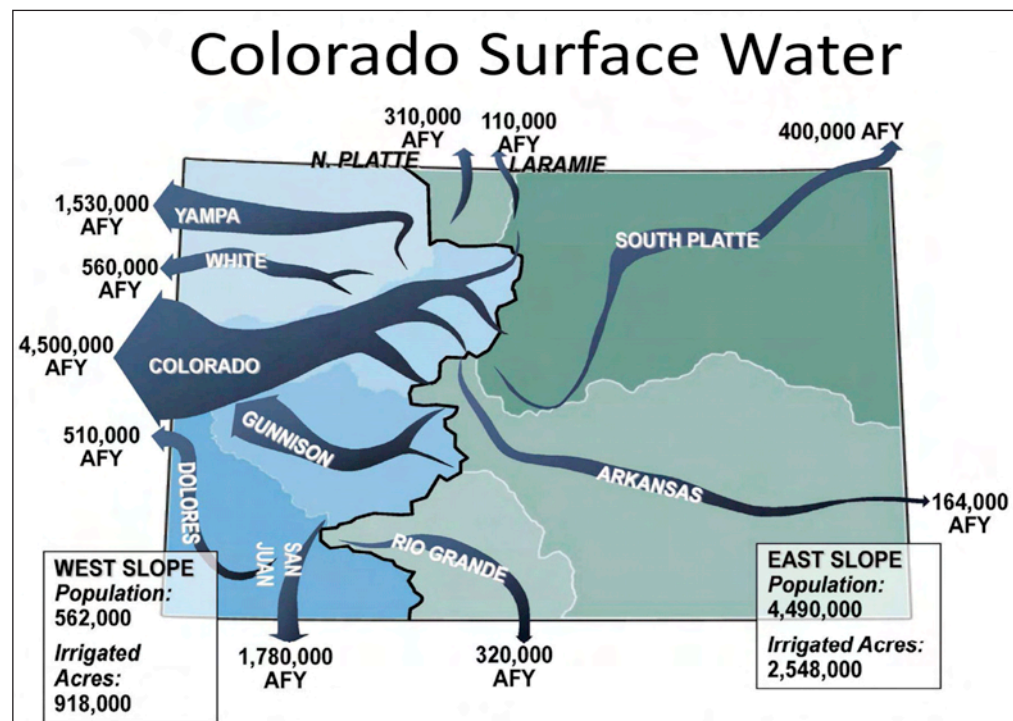 Colorado Surface Water
310,000
AFY
110,000
AFY
400,000 AFY
N. PLATTE
LARAMIE
1,530,000
AFY
YAMPA
SOUTH PLATTE
560,000
AFY
WHITE
4,500,000
AFY
COLORADO
510,000
AFY
GUNNISON
DOLORES
ARKANSAS
164,000
AFY
SAN
JUAN
RIO GRANDE
WEST SLOPE
Population:
562,000
Irrigated
Acres:
918,000
1,780,000
AFY
320,000
AFY
EAST SLOPE
Population:
4,490,000
Irrigated Acres:
2,548,000